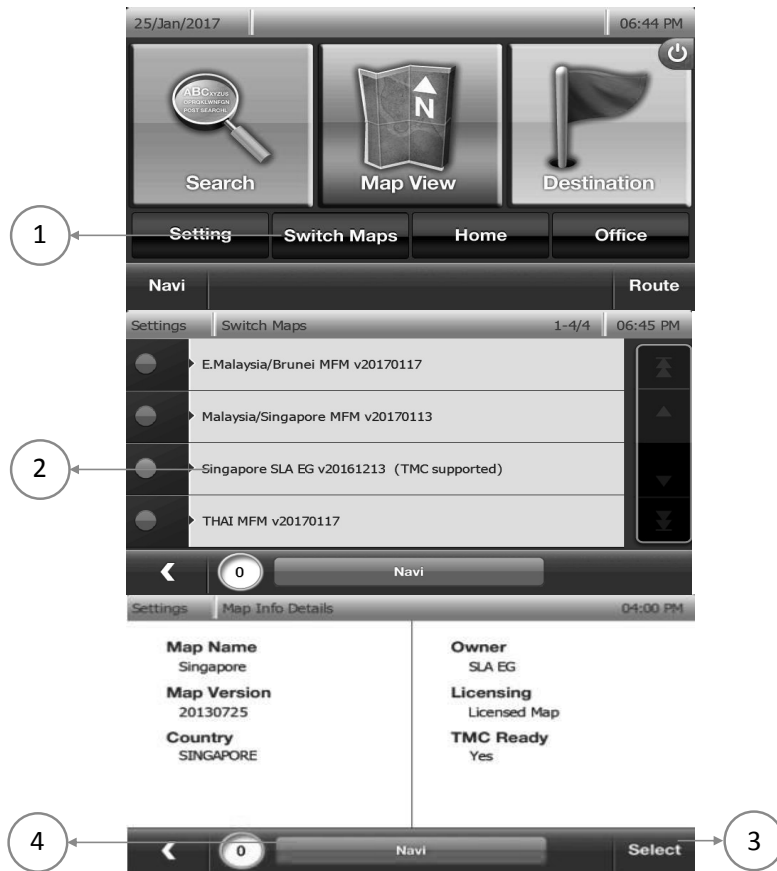 25/Jan/2017 06:44 PM
ABCXYZUS
Search Map View Destination
N
1
Setting Switch Maps Home Office
Navi Route
Settings Switch Maps 1-4/4 06:45 PM
E.Malaysia/Brunei MFM v20170117
Malaysia/Singapore MFM v20170113
2
Singapore SLA EG v20161213 (TMC supported)
THAI MFM v20170117
0 Navi
Settings Map Info Details 04:00 PM
Map Name Owner
Singapore SLA EG
Map Version Licensing
20130725 Licensed Map
Country TMC Ready
SINGAPORE Yes
4 0 Navi Select 3